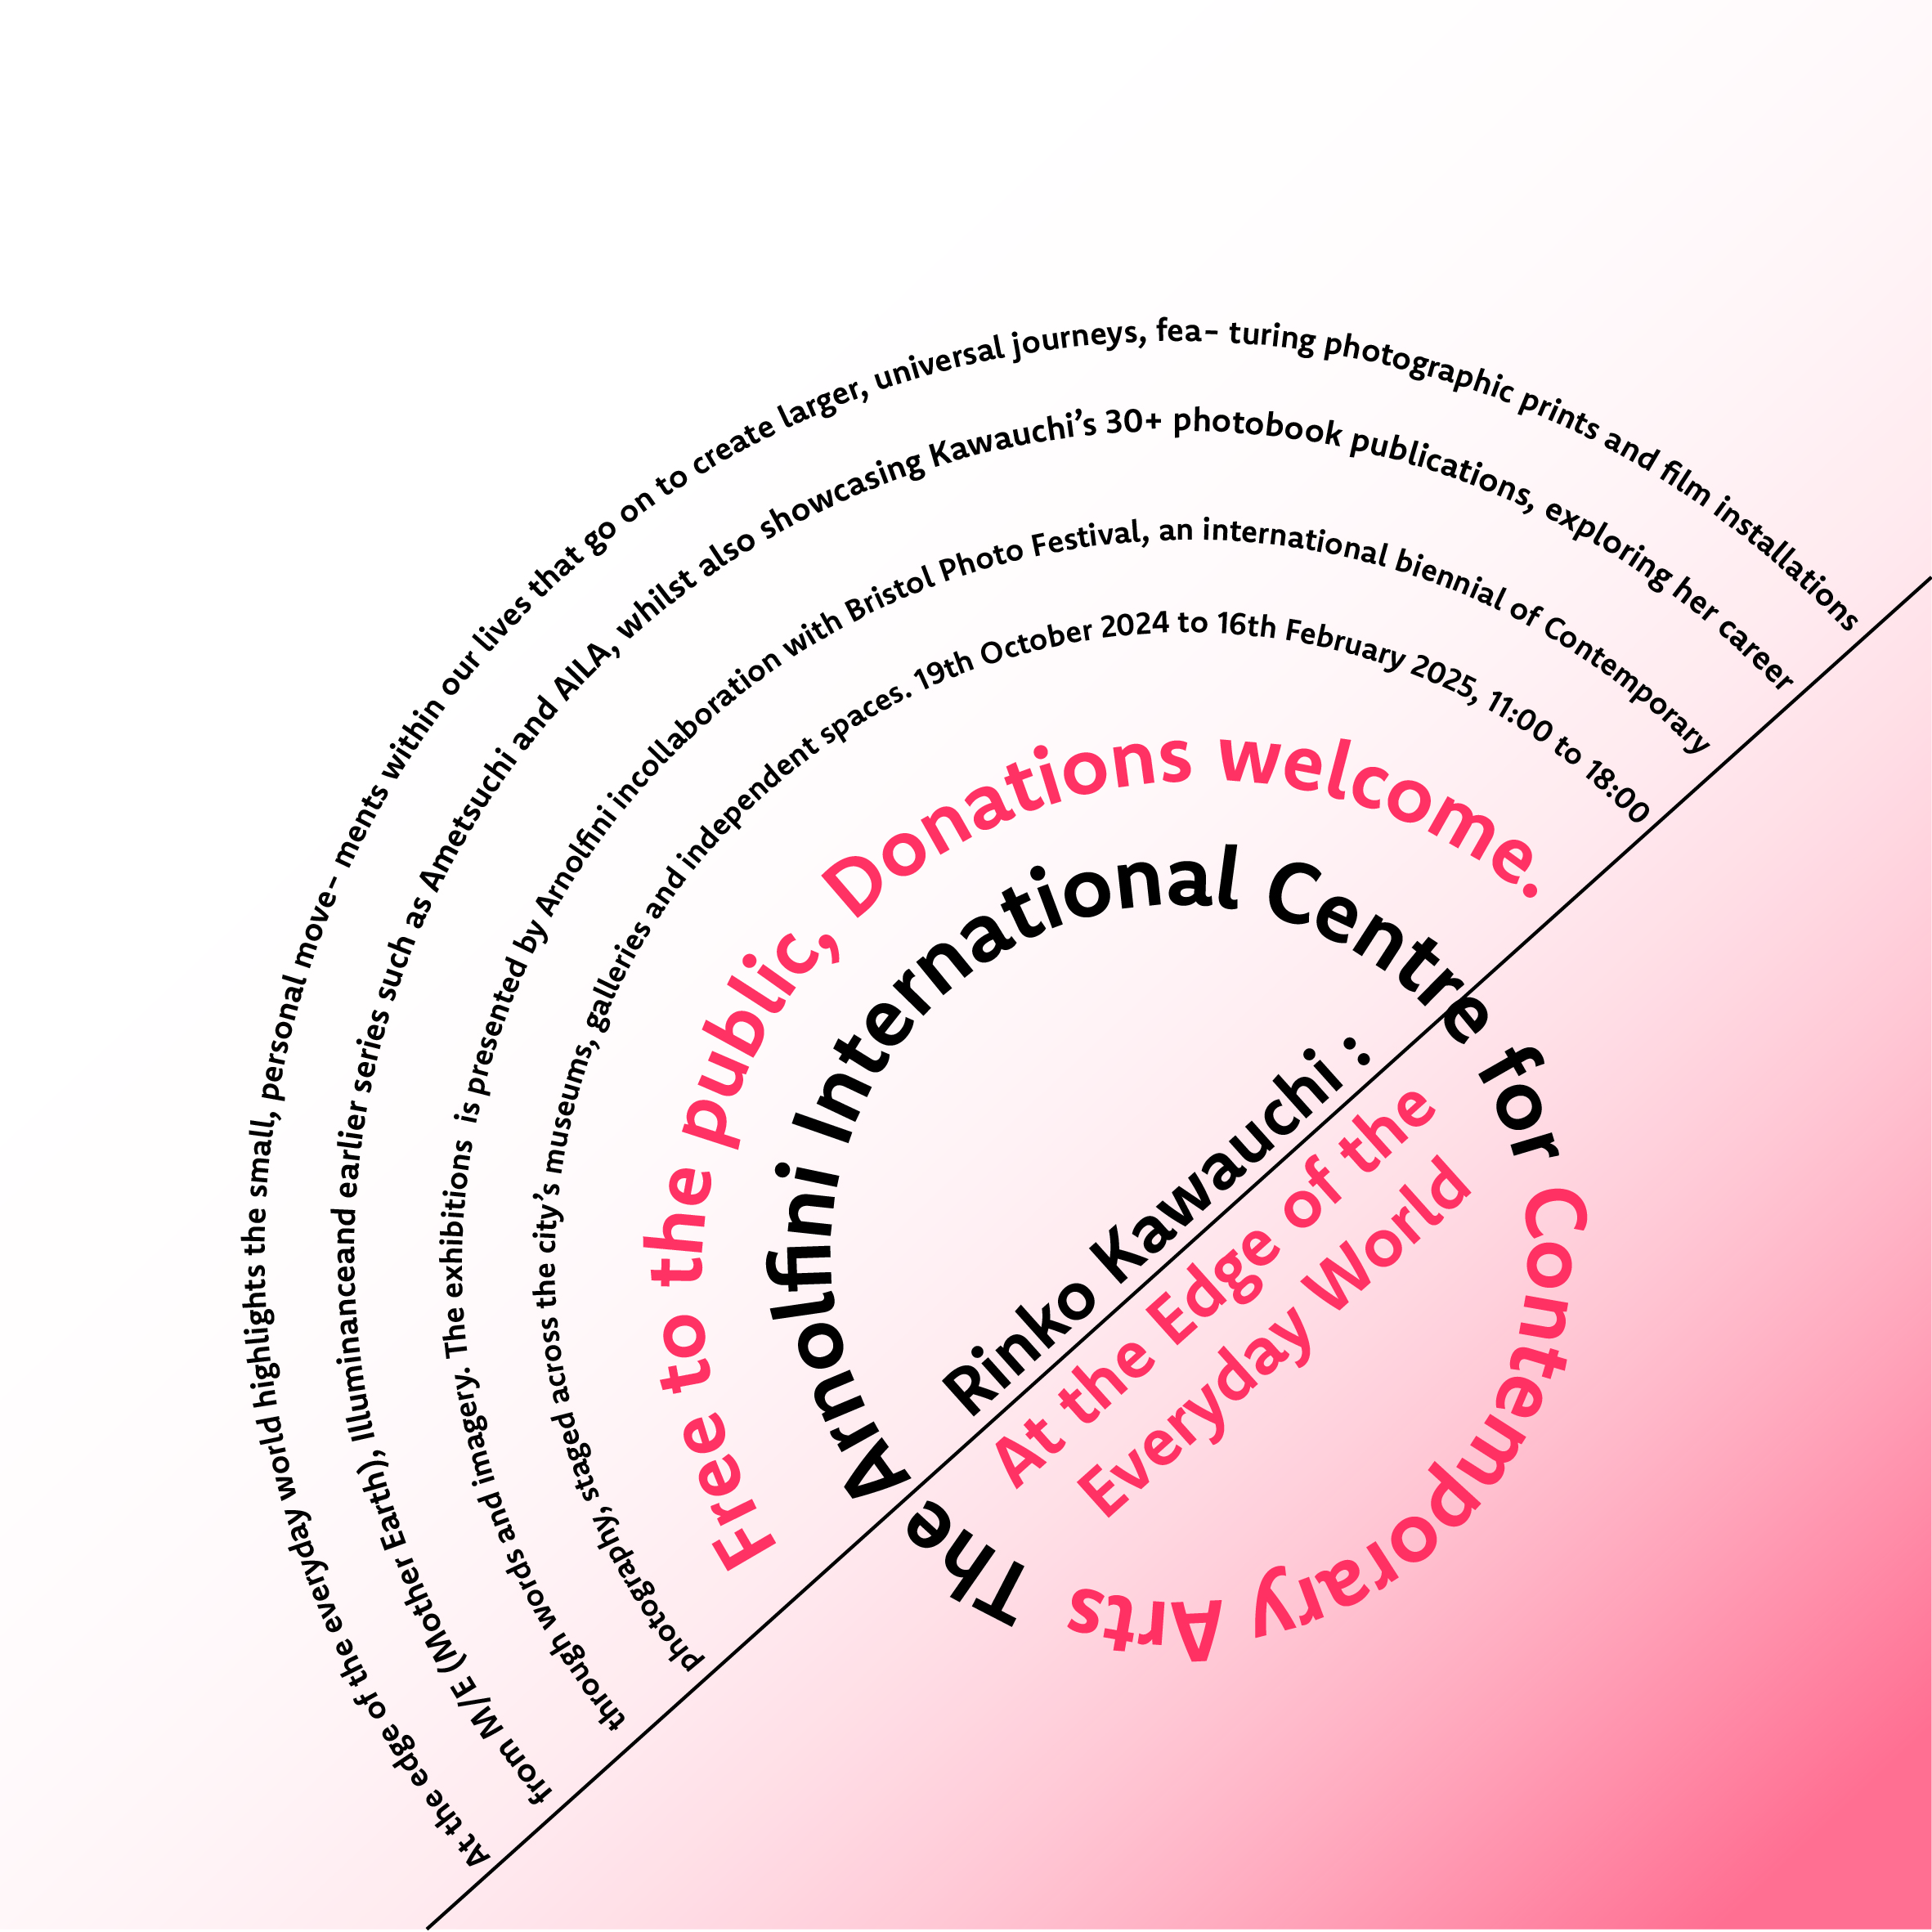 At the edge of the everyday world highlights the small, personal move- ments within our lives that go on to create larger, universal journeys, fea- turing photographic prints and film installations
from M/E (Mother Earth), Illuminanceand earlier series such as Ametsuchi and AILA, whilst also showcasing Kawauchi’s 30+ photobook publications, exploring her career
through words and imagery. The exhibitions is presented by Arnolfini incollaboration with Bristol Photo Festival, an international biennial of Contemporary
photography, staged across the city’s museums, galleries and independent spaces. 19th October 2024 to 16th February 2025, 11:00 to 18:00
Free to the public, Donations welcome.
The Arnolfini International Centre for Contemporary Arts
Rinko Kawauchi :
At the Edge of the
Everyday World